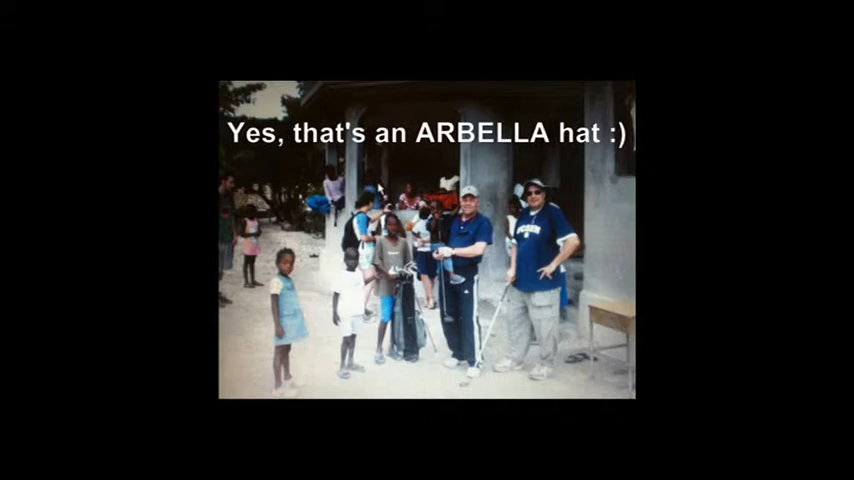 Yes, that's an ARBELLA hat :)